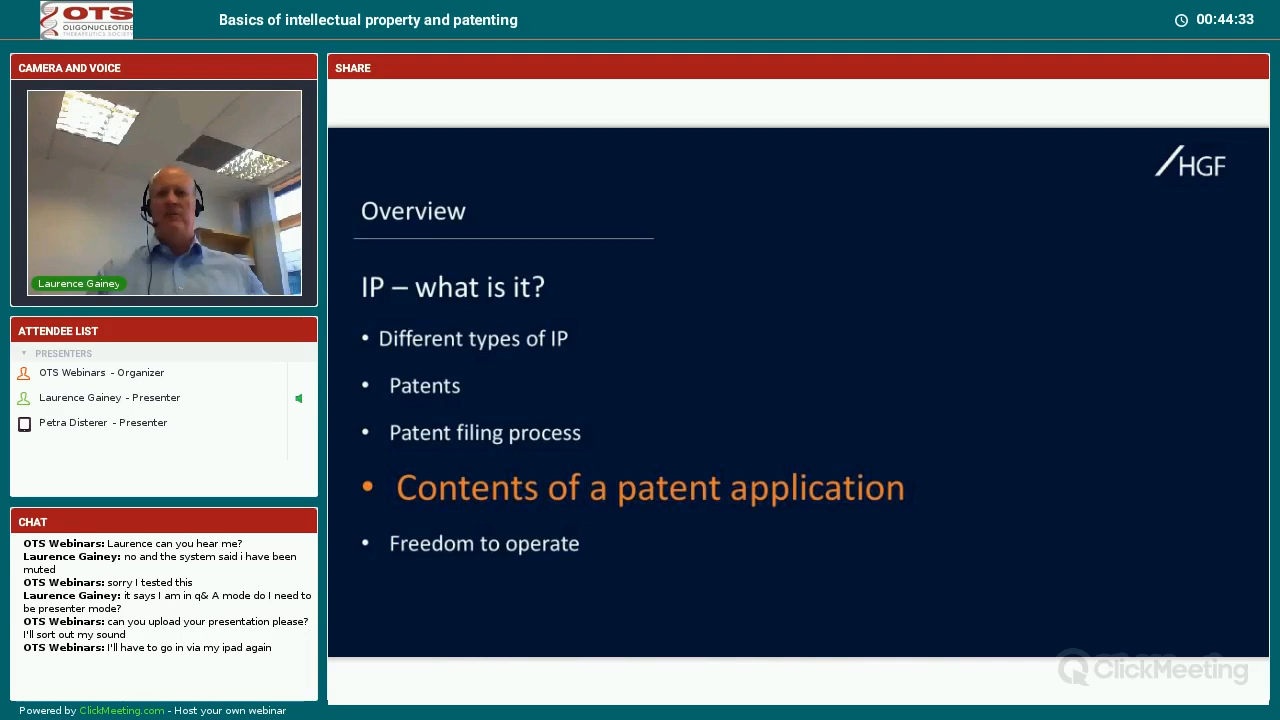 OTS
OLIGONUCLEOTIDE
THERAPEUTICS SOCIETY
Basics of intellectual property and patenting
00:44:33
CAMERA AND VOICE
Laurence Gainey
ATTENDEE LIST
PRESENTERS
OTS Webinars - Organizer
Laurence Gainey - Presenter
Petra Disterer - Presenter
CHAT
OTS Webinars: Laurence can you hear me?
Laurence Gainey: no and the system said i have been
muted
OTS Webinars: sorry I tested this
Laurence Gainey: it says I am in q& A mode do I need to
be presenter mode?
OTS Webinars: can you upload your presentation please?
I'll sort out my sound
OTS Webinars: I'll have to go in via my ipad again
SHARE
HGF
Overview
IP – what is it?
• Different types of IP
• Patents
• Patent filing process
• Contents of a patent application
• Freedom to operate
ClickMeeting
Powered by ClickMeeting.com - Host your own webinar